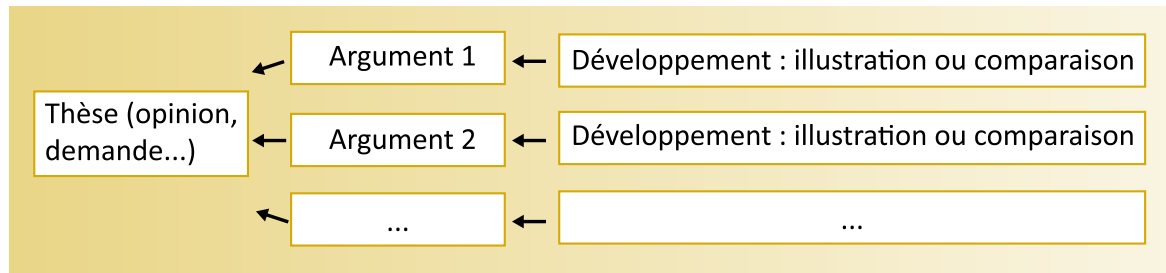 Argument 1
Développement : illustration ou comparaison
Thèse (opinion,
demande...)
Argument 2
Développement : illustration ou comparaison
...
...